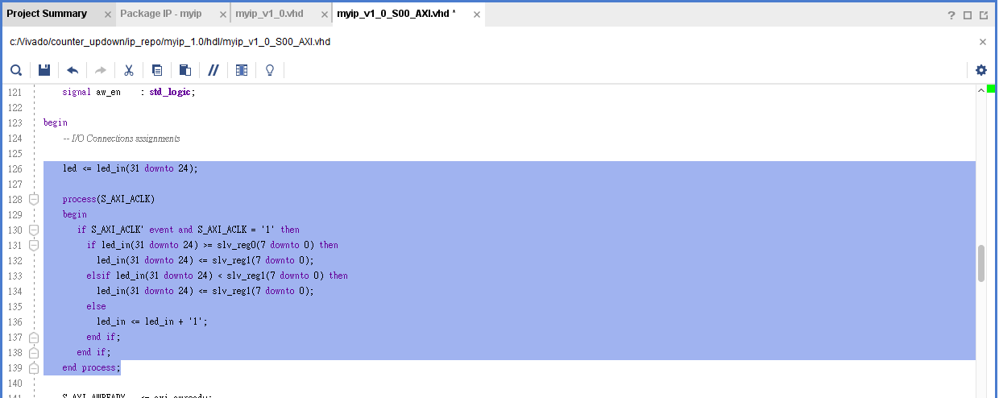 Project Summary × Package IP - myip × myip_v1_0.vhd × myip_v1_0_S00_AXI.vhd * × ?
c:/Vivado/counter_updown/ip_repo/myip_1.0/hdl/myip_v1_0_S00_AXI.vhd ×
//
121 signal aw_en : std_logic;
122
123 begin
124 -- I/O Connections assignments
125
126 led <= led_in(31 downto 24);
127
128 process(S_AXI_ACLK)
129 begin
130 if S_AXI_ACLK' event and S_AXI_ACLK = '1' then
131 if led_in(31 downto 24) >= slv_reg0(7 downto 0) then
132 led_in(31 downto 24) <= slv_reg1(7 downto 0);
133 elsif led_in(31 downto 24) < slv_reg1(7 downto 0) then
134 led_in(31 downto 24) <= slv_reg1(7 downto 0);
135 else
136 led_in <= led_in + '1';
137 end if;
138 end if;
139 end process;
140
141 S_AXI_AWREADY <= axi_awready;